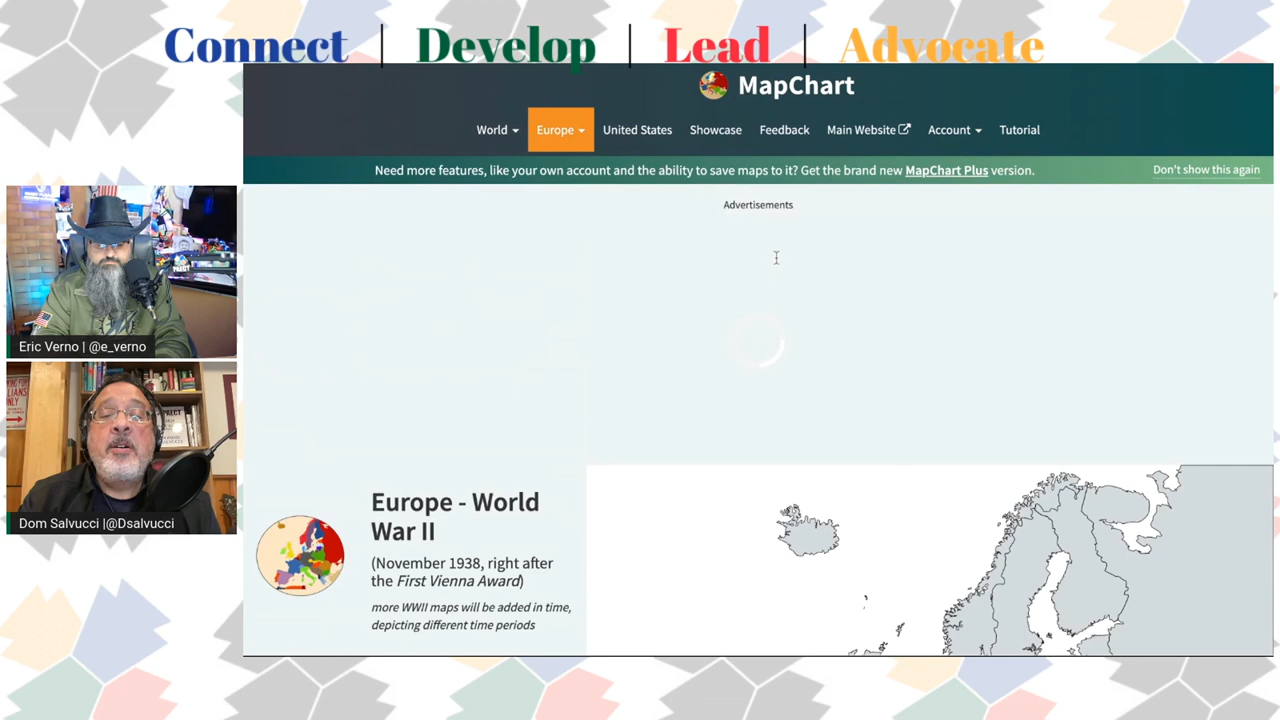 Connect | Develop | Lead | Advocate
MapChart
World Europe United States Showcase Feedback Main Website Account Tutorial
Need more features, like your own account and the ability to save maps to it? Get the brand new MapChart Plus version.
Don't show this again
Advertisements
Eric Verno | @e_verno
Dom Salvucci |@Dsalvucci
Europe - World
War II
(November 1938, right after
the First Vienna Award)
more WWII maps will be added in time,
depicting different time periods